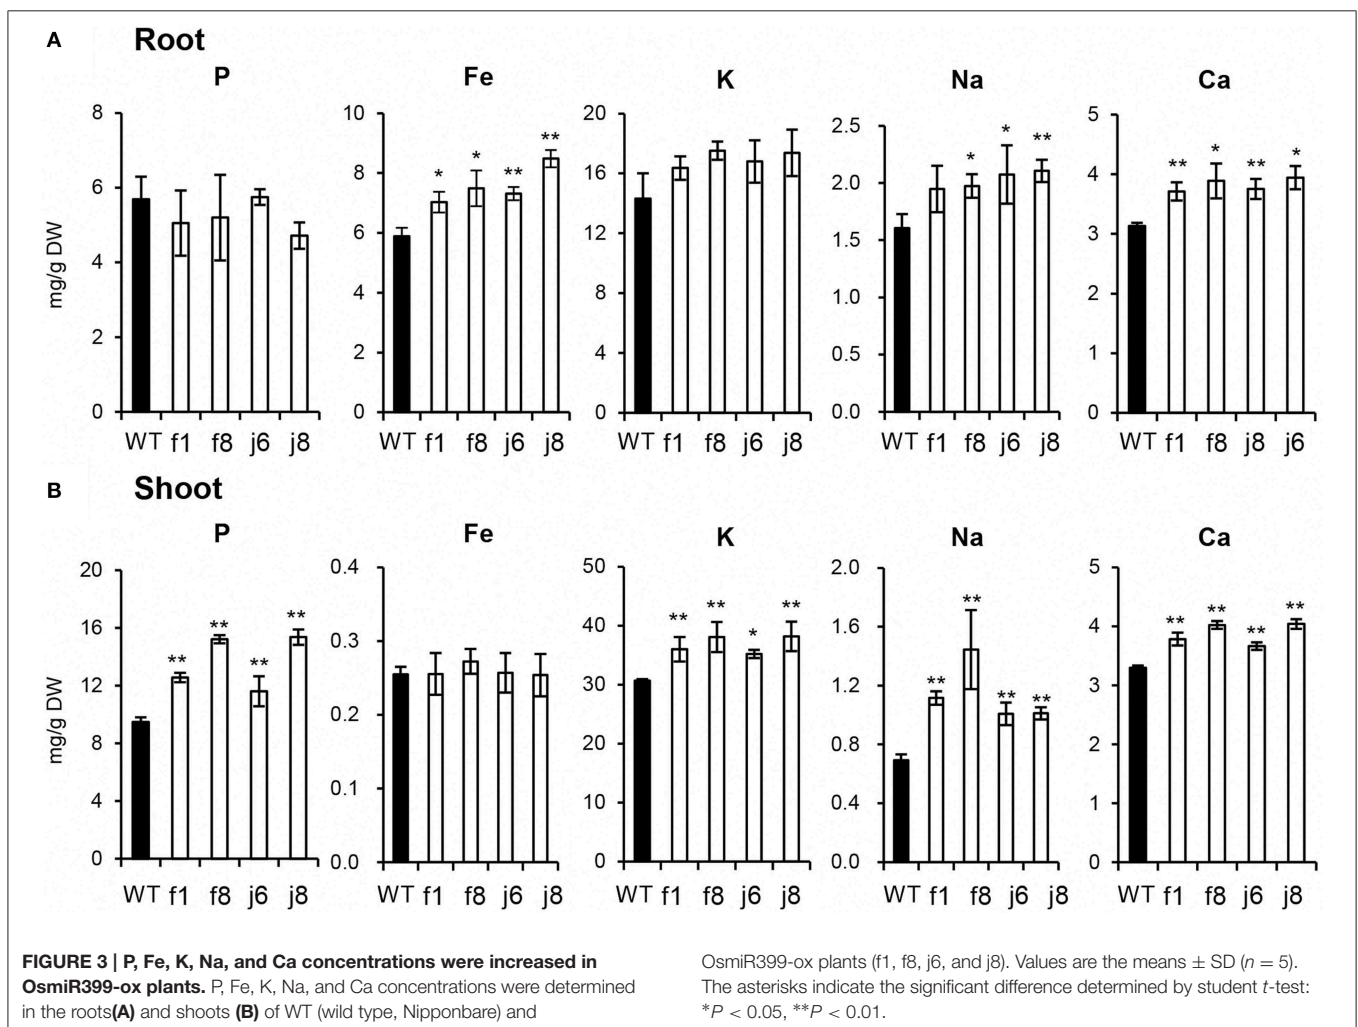 A Root
P Fe K Na Ca
mg/g DW
8
6
4
2
0
WT f1 f8 j6 j8
10
8
6
4
2
0
* * ** **
WT f1 f8 j6 j8
20
16
12
8
4
0
WT f1 f8 j6 j8
2.5
2.0
1.5
1.0
0.5
0.0
* * **
WT f1 f8 j6 j8
5
4
3
2
1
0
** * ** *
WT f1 f8 j8 j6
B Shoot
P Fe K Na Ca
mg/g DW
20
16
12
8
4
0
** ** ** **
WT f1 f8 j6 j8
0.4
0.3
0.2
0.1
0.0
WT f1 f8 j6 j8
50
40
30
20
10
0
** ** * **
WT f1 f8 j6 j8
2.0
1.6
1.2
0.8
0.4
0.0
** ** ** **
WT f1 f8 j6 j8
5
4
3
2
1
0
** ** ** **
WT f1 f8 j6 j8
FIGURE 3 | P, Fe, K, Na, and Ca concentrations were increased in
OsmiR399-ox plants. P, Fe, K, Na, and Ca concentrations were determined
in the roots(A) and shoots (B) of WT (wild type, Nipponbare) and
OsmiR399-ox plants (f1, f8, j6, and j8). Values are the means ± SD (n = 5).
The asterisks indicate the significant difference determined by student t-test:
*P < 0.05, **P < 0.01.